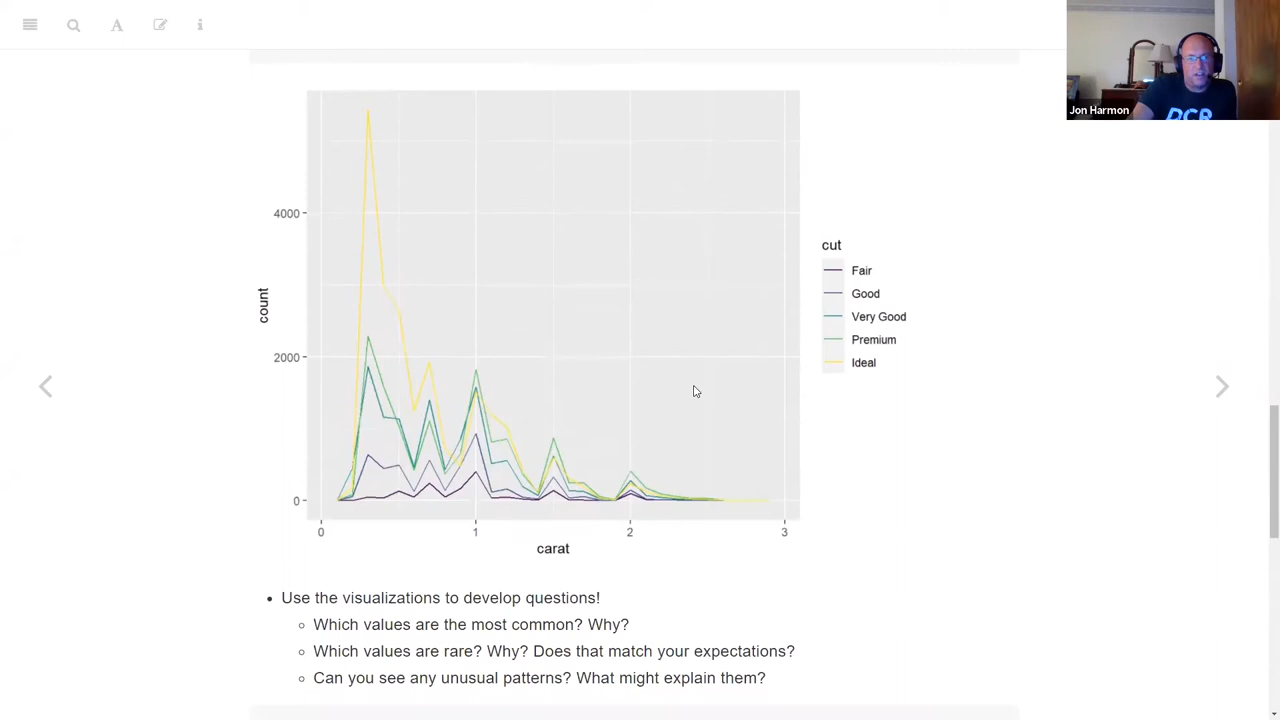 Jon Harmon
DCR
4000
2000
0
count
0 1 2 3
carat
cut
Fair
Good
Very Good
Premium
Ideal
• Use the visualizations to develop questions!
○ Which values are the most common? Why?
○ Which values are rare? Why? Does that match your expectations?
○ Can you see any unusual patterns? What might explain them?